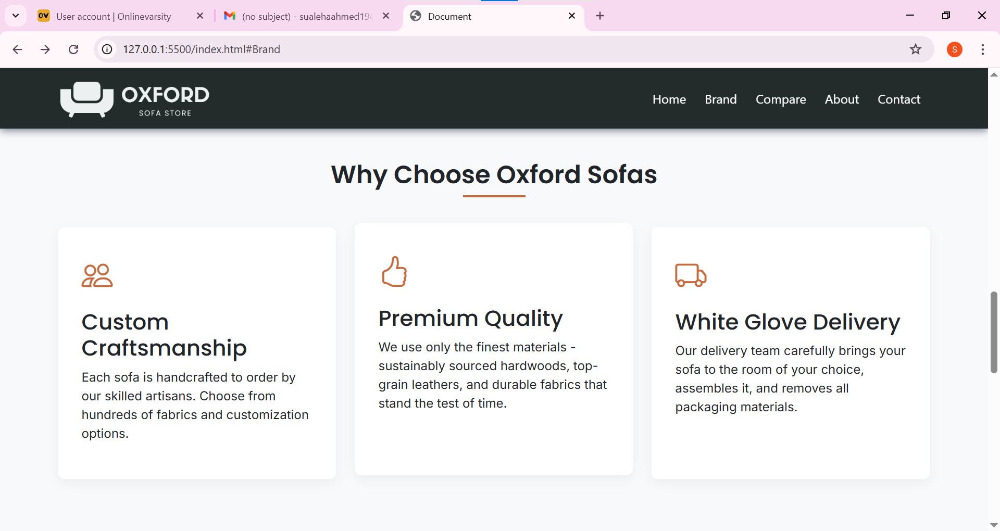 OV User account | Onlinevarsity
(no subject) - sualehaahmed19
Document
127.0.0.1:5500/index.html#Brand
S
OXFORD
SOFA STORE
Home Brand Compare About Contact
Why Choose Oxford Sofas
Custom
Craftsmanship
Each sofa is handcrafted to order by
our skilled artisans. Choose from
hundreds of fabrics and customization
options.
Premium Quality
We use only the finest materials -
sustainably sourced hardwoods, top-
grain leathers, and durable fabrics that
stand the test of time.
White Glove Delivery
Our delivery team carefully brings your
sofa to the room of your choice,
assembles it, and removes all
packaging materials.